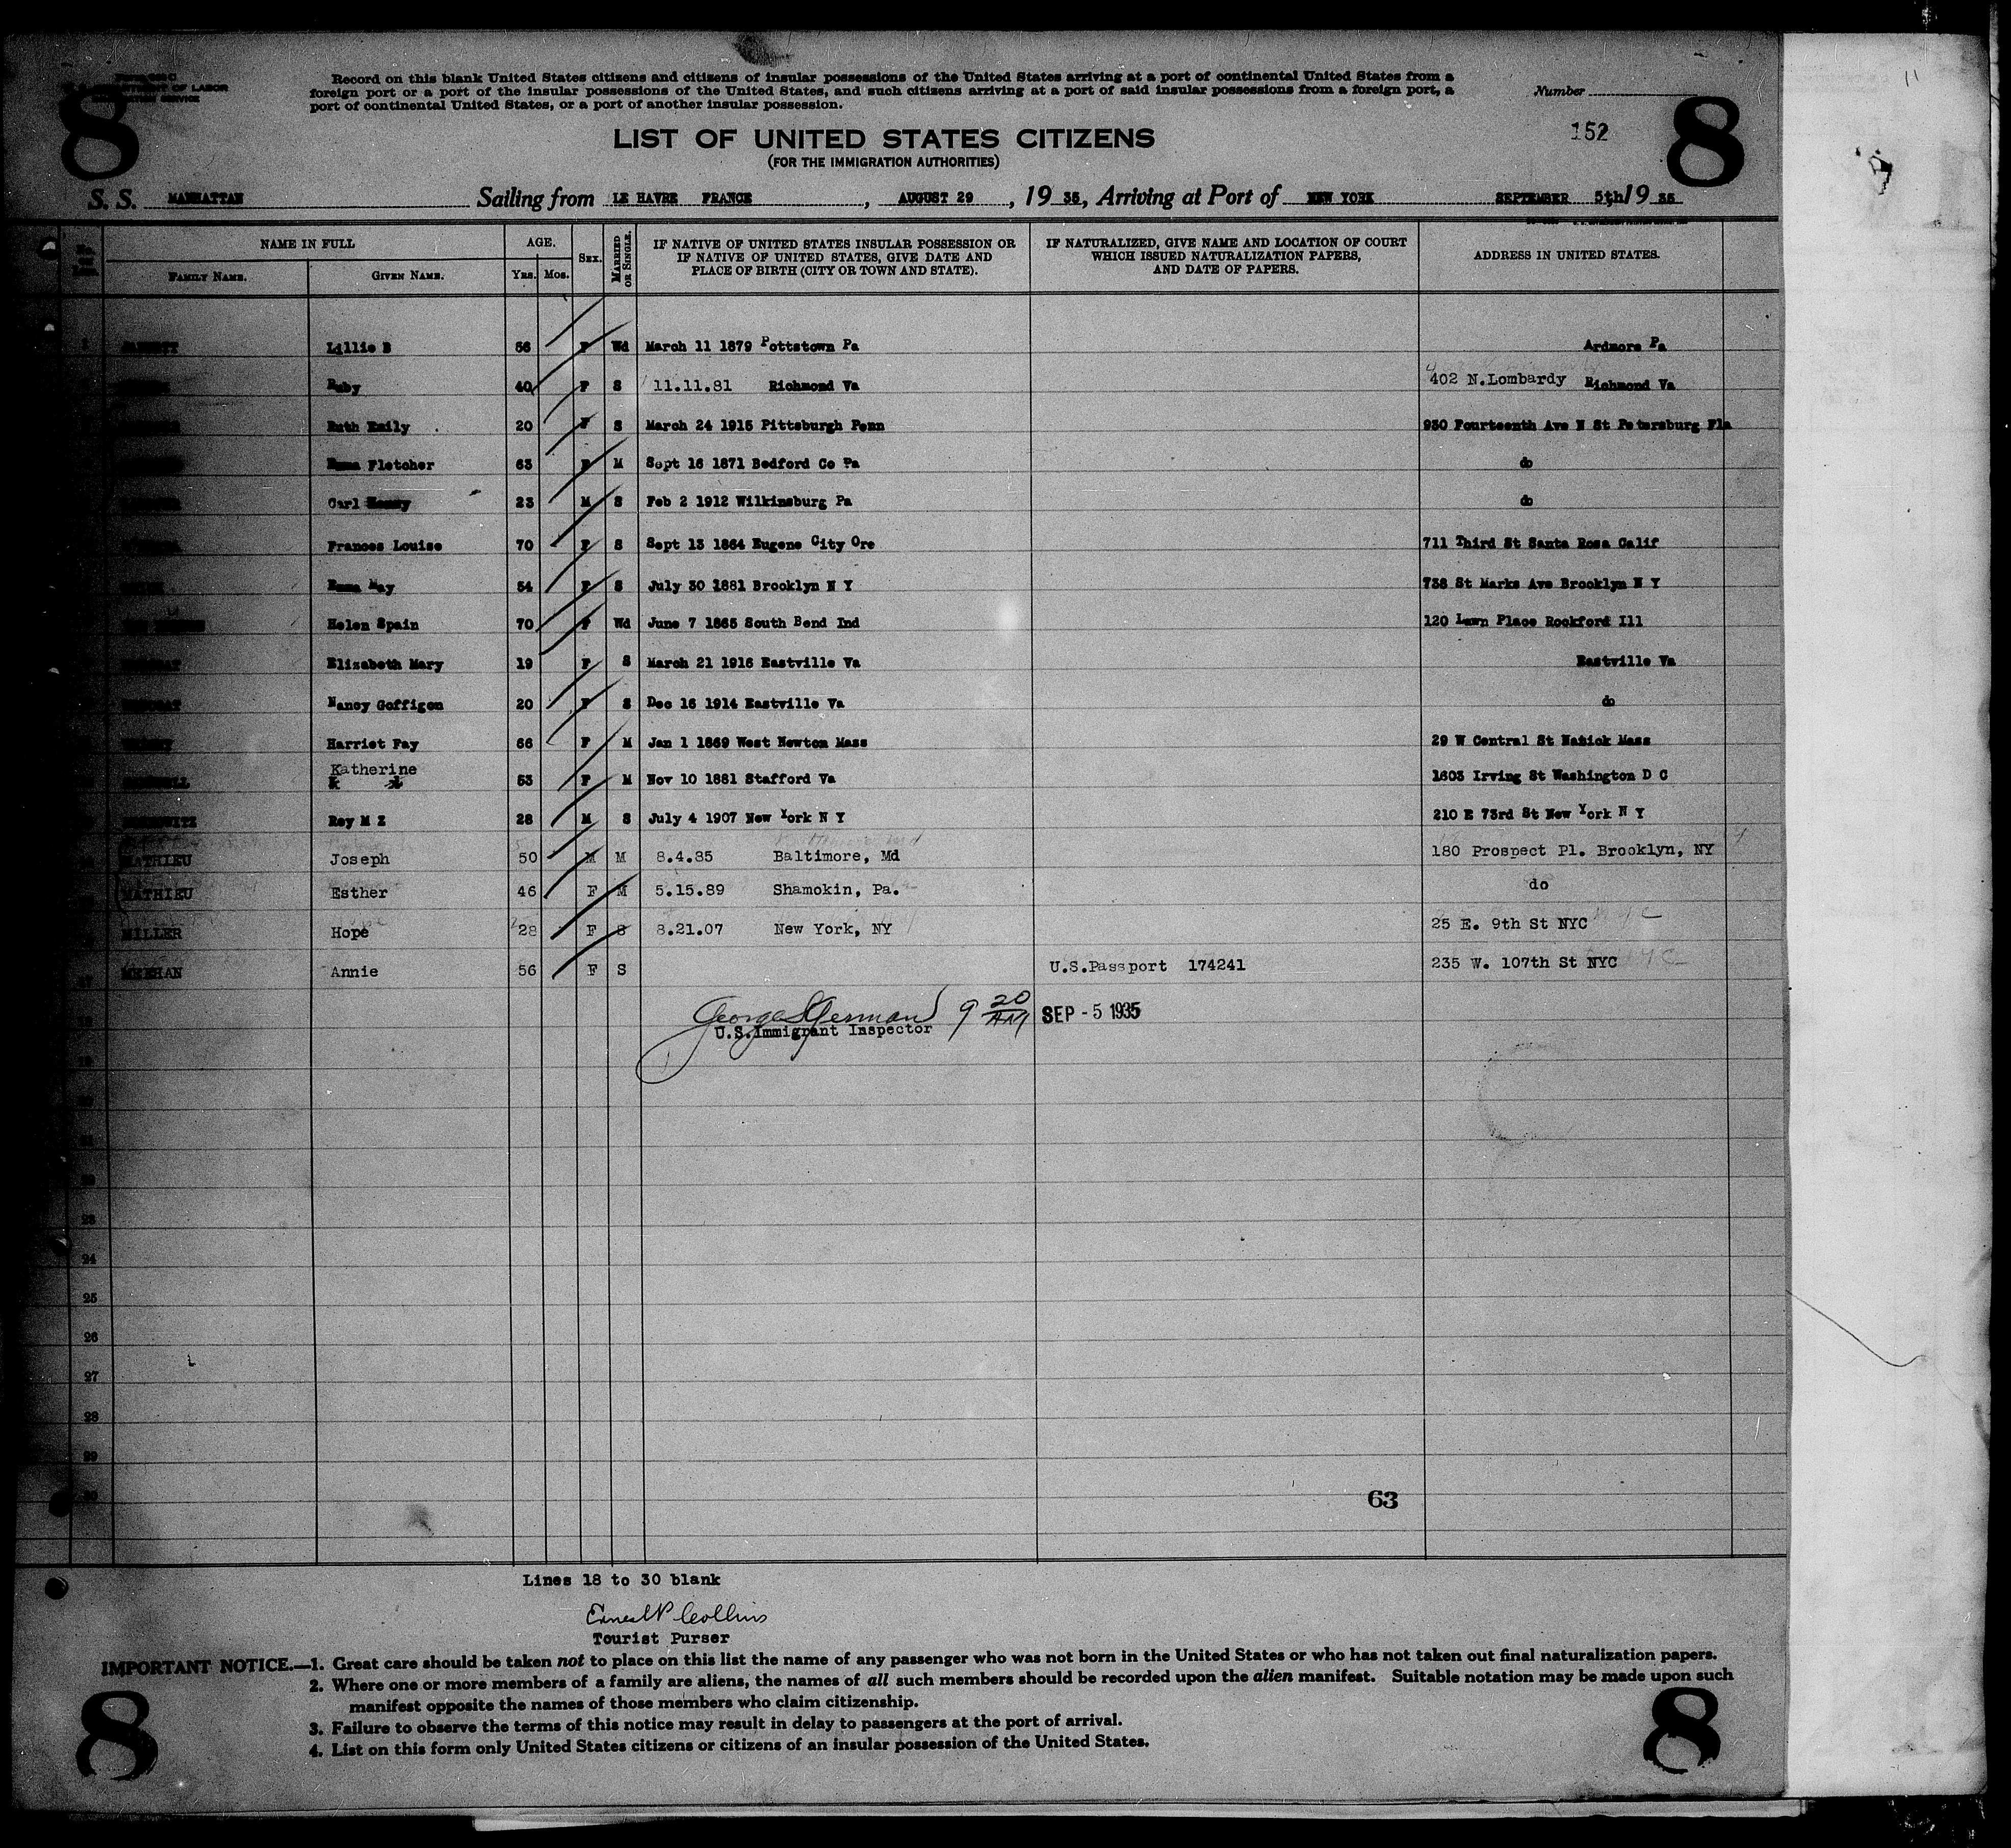 8
8
Record on this blank United States citizens and citizens of insular possessions of the United States arriving at a port of continental United States from a
foreign port or a port of the insular possessions of the United States, and such citizens arriving at a port of said insular possessions from a foreign port, a
port of continental United States, or a port of another insular possession.
Number
152
LIST OF UNITED STATES CITIZENS
(FOR THE IMMIGRATION AUTHORITIES)
S. S. MANHATTAN Sailing from LE HAVRE FRANCE, AUGUST 29, 19 35, Arriving at Port of NEW YORK SEPTEMBER 5th 19 35
NAME IN FULL AGE. SEX. MARRIED OR SINGLE. IF NATIVE OF UNITED STATES INSULAR POSSESSION OR IF NATIVE OF UNITED STATES, GIVE DATE AND PLACE OF BIRTH (CITY OR TOWN AND STATE). IF NATURALIZED, GIVE NAME AND LOCATION OF COURT WHICH ISSUED NATURALIZATION PAPERS, AND DATE OF PAPERS. ADDRESS IN UNITED STATES.
FAMILY NAME. GIVEN NAME. YRS. MOS.
Lillie B 56 F Wd March 11 1879 Pottstown Pa Ardmore Pa
Ruby 40 F S 11.11.81 Richmond Va 402 N.Lombardy Richmond Va
Ruth Emily 20 F S March 24 1915 Pittsburgh Penn 930 Fourteenth Ave N St Petersburg Fla
Emma Fletcher 63 F M Sept 16 1871 Bedford Co Pa do
Carl 23 M S Feb 2 1912 Wilkinsburg Pa do
Frances Louise 70 F S Sept 13 1864 Eugene City Ore 711 Third St Santa Rosa Calif
Emma May 54 F S July 30 1881 Brooklyn N Y 738 St Marks Ave Brooklyn N Y
Helen Spain 70 F Wd June 7 1865 South Bend Ind 120 Lawn Place Rockford Ill
Elizabeth Mary 19 F S March 21 1916 Eastville Va Eastville Va
Nancy Goffigon 20 F S Dec 16 1914 Eastville Va do
Harriet Fay 66 F M Jan 1 1869 West Newton Mass 29 W Central St Natick Mass
Katherine 53 F M Nov 10 1881 Stafford Va 1603 Irving St Washington D C
Roy M Z 28 M S July 4 1907 New York N Y 210 E 73rd St New York N Y
MATHIEU Joseph 50 M M 8.4.85 Baltimore, Md 180 Prospect Pl. Brooklyn, NY
MATHIEU Esther 46 F M 5.15.89 Shamokin, Pa. do
MILLER Hope 28 F S 8.21.07 New York, NY 25 E. 9th St NYC
MEEHAN Annie 56 F S U.S.Passport 174241 235 W. 107th St NYC
9 20 AM SEP - 5 1935
U.S.Immigrant Inspector
23
24
25
26
27
28
29
63
Lines 18 to 30 blank
Ernest P Collins
Tourist Purser
IMPORTANT NOTICE.—1. Great care should be taken not to place on this list the name of any passenger who was not born in the United States or who has not taken out final naturalization papers.
2. Where one or more members of a family are aliens, the names of all such members should be recorded upon the alien manifest. Suitable notation may be made upon such
manifest opposite the names of those members who claim citizenship.
3. Failure to observe the terms of this notice may result in delay to passengers at the port of arrival.
4. List on this form only United States citizens or citizens of an insular possession of the United States.
8
8